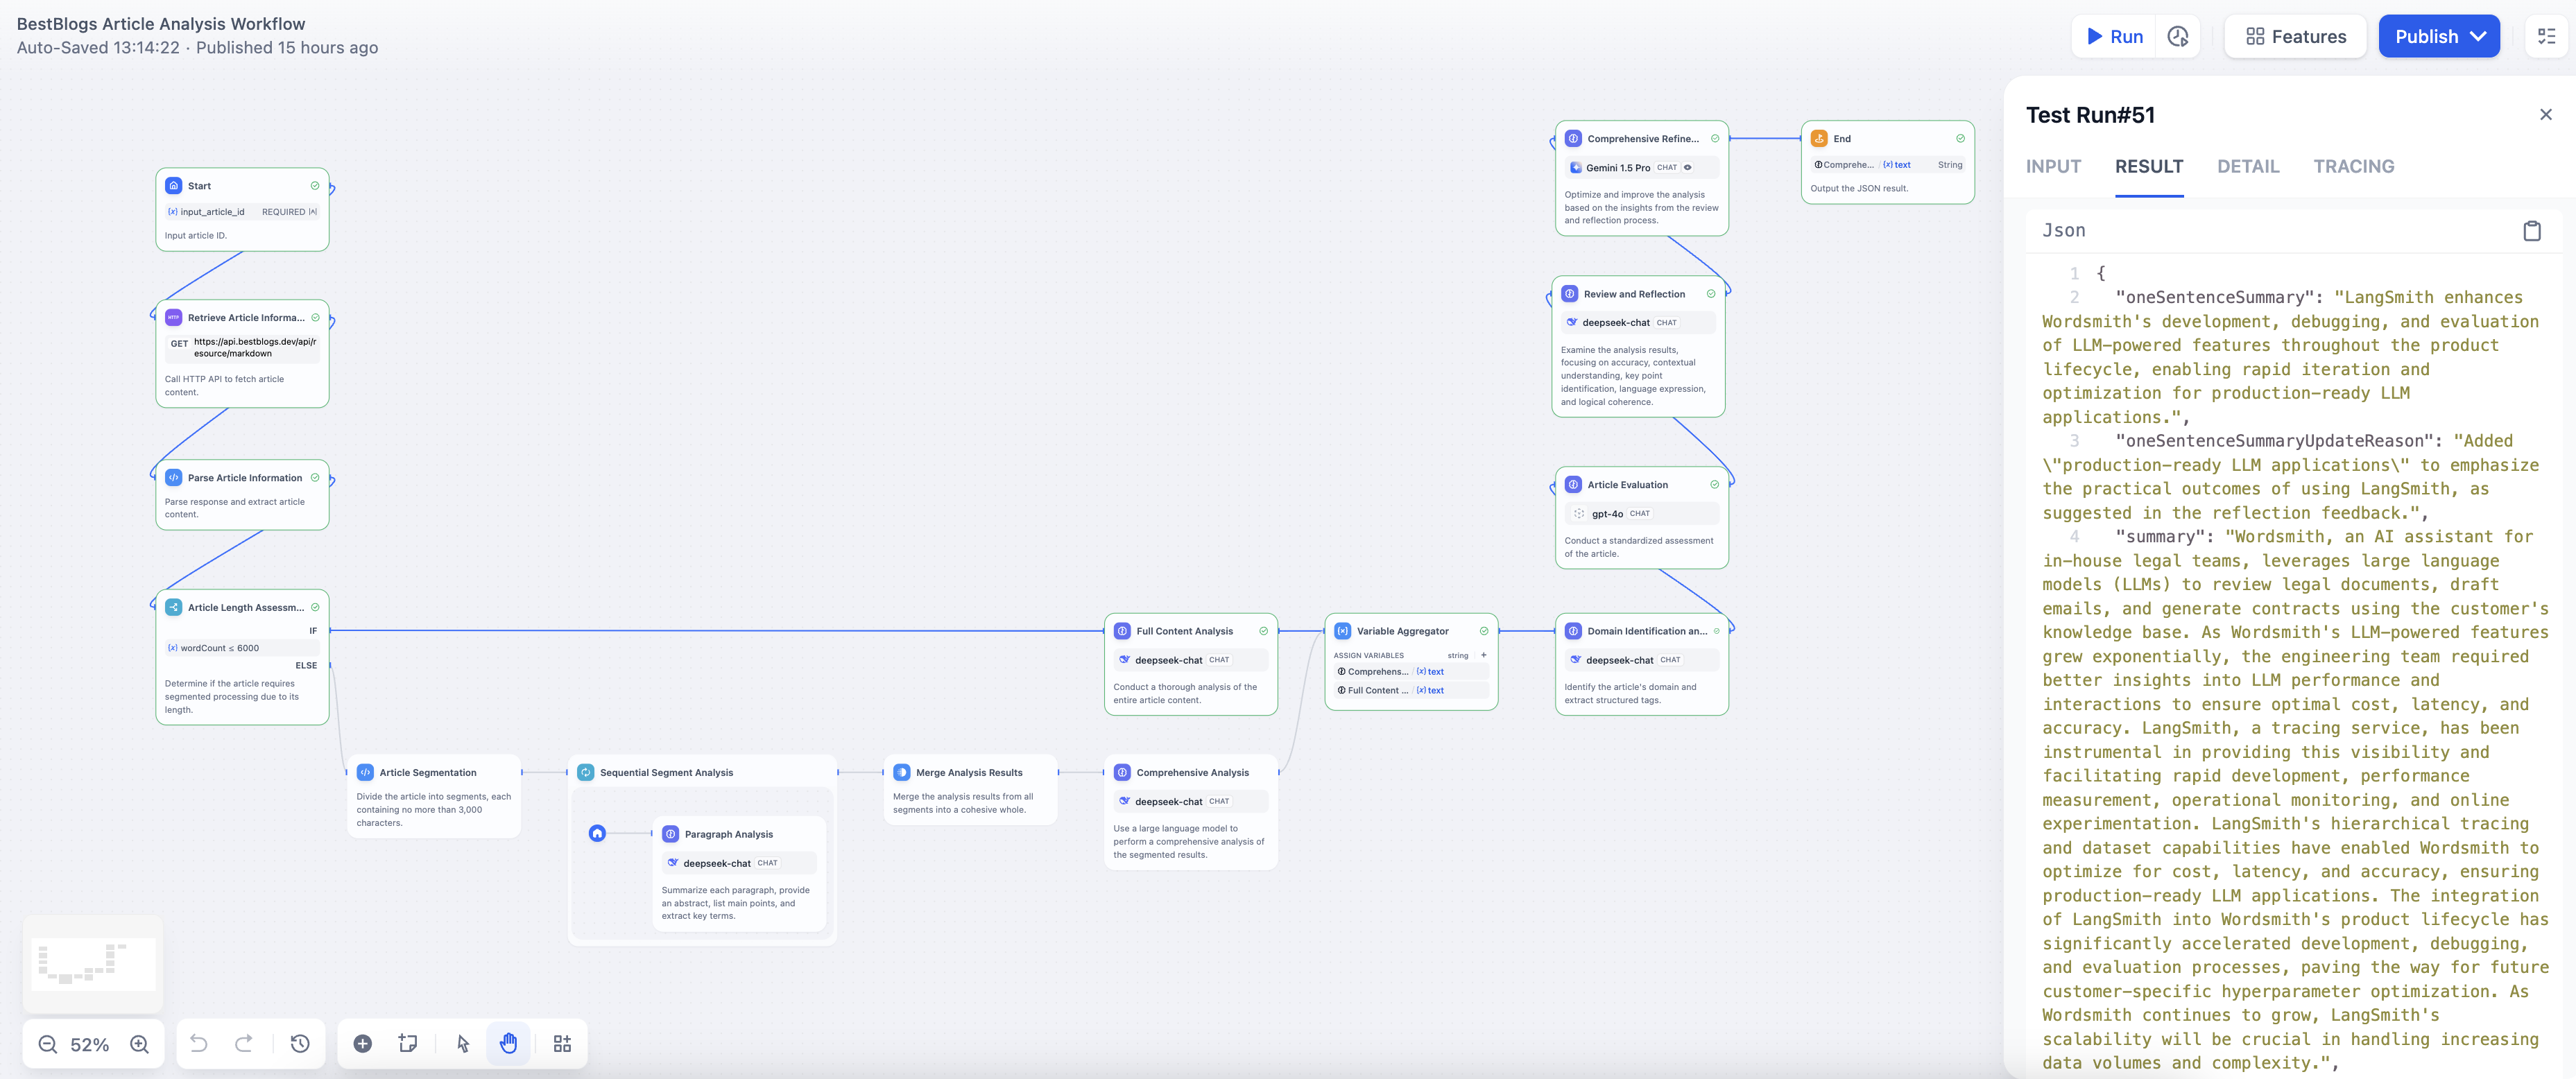 BestBlogs Article Analysis Workflow
Auto-Saved 13:14:22 · Published 15 hours ago
Run
Features
Publish
Start
{x} input_article_id REQUIRED
Input article ID.
HTTP
Retrieve Article Informa...
GET https://api.bestblogs.dev/api/r
esource/markdown
Call HTTP API to fetch article
content.
Parse Article Information
Parse response and extract article
content.
Article Length Assessm...
IF
{x} wordCount ≤ 6000
ELSE
Determine if the article requires
segmented processing due to its
length.
Article Segmentation
Divide the article into segments, each
containing no more than 3,000
characters.
Sequential Segment Analysis
Paragraph Analysis
deepseek-chat CHAT
Summarize each paragraph, provide
an abstract, list main points, and
extract key terms.
Merge Analysis Results
Merge the analysis results from all
segments into a cohesive whole.
Comprehensive Analysis
deepseek-chat CHAT
Use a large language model to
perform a comprehensive analysis of
the segmented results.
Full Content Analysis
deepseek-chat CHAT
Conduct a thorough analysis of the
entire article content.
Variable Aggregator
ASSIGN VARIABLES string +
Comprehens... / {x} text
Full Content ... / {x} text
Domain Identification an...
deepseek-chat CHAT
Identify the article's domain and
extract structured tags.
Article Evaluation
gpt-4o CHAT
Conduct a standardized assessment
of the article.
Review and Reflection
deepseek-chat CHAT
Examine the analysis results,
focusing on accuracy, contextual
understanding, key point
identification, language expression,
and logical coherence.
Comprehensive Refine...
Gemini 1.5 Pro CHAT
Optimize and improve the analysis
based on the insights from the review
and reflection process.
End
Comprehe... / {x} text String
Output the JSON result.
52%
Test Run#51
INPUT RESULT DETAIL TRACING
Json
1 {
2 "oneSentenceSummary": "LangSmith enhances
Wordsmith's development, debugging, and evaluation
of LLM-powered features throughout the product
lifecycle, enabling rapid iteration and
optimization for production-ready LLM
applications.",
3 "oneSentenceSummaryUpdateReason": "Added
\"production-ready LLM applications\" to emphasize
the practical outcomes of using LangSmith, as
suggested in the reflection feedback.",
4 "summary": "Wordsmith, an AI assistant for
in-house legal teams, leverages large language
models (LLMs) to review legal documents, draft
emails, and generate contracts using the customer's
knowledge base. As Wordsmith's LLM-powered features
grew exponentially, the engineering team required
better insights into LLM performance and
interactions to ensure optimal cost, latency, and
accuracy. LangSmith, a tracing service, has been
instrumental in providing this visibility and
facilitating rapid development, performance
measurement, operational monitoring, and online
experimentation. LangSmith's hierarchical tracing
and dataset capabilities have enabled Wordsmith to
optimize for cost, latency, and accuracy, ensuring
production-ready LLM applications. The integration
of LangSmith into Wordsmith's product lifecycle has
significantly accelerated development, debugging,
and evaluation processes, paving the way for future
customer-specific hyperparameter optimization. As
Wordsmith continues to grow, LangSmith's
scalability will be crucial in handling increasing
data volumes and complexity.",